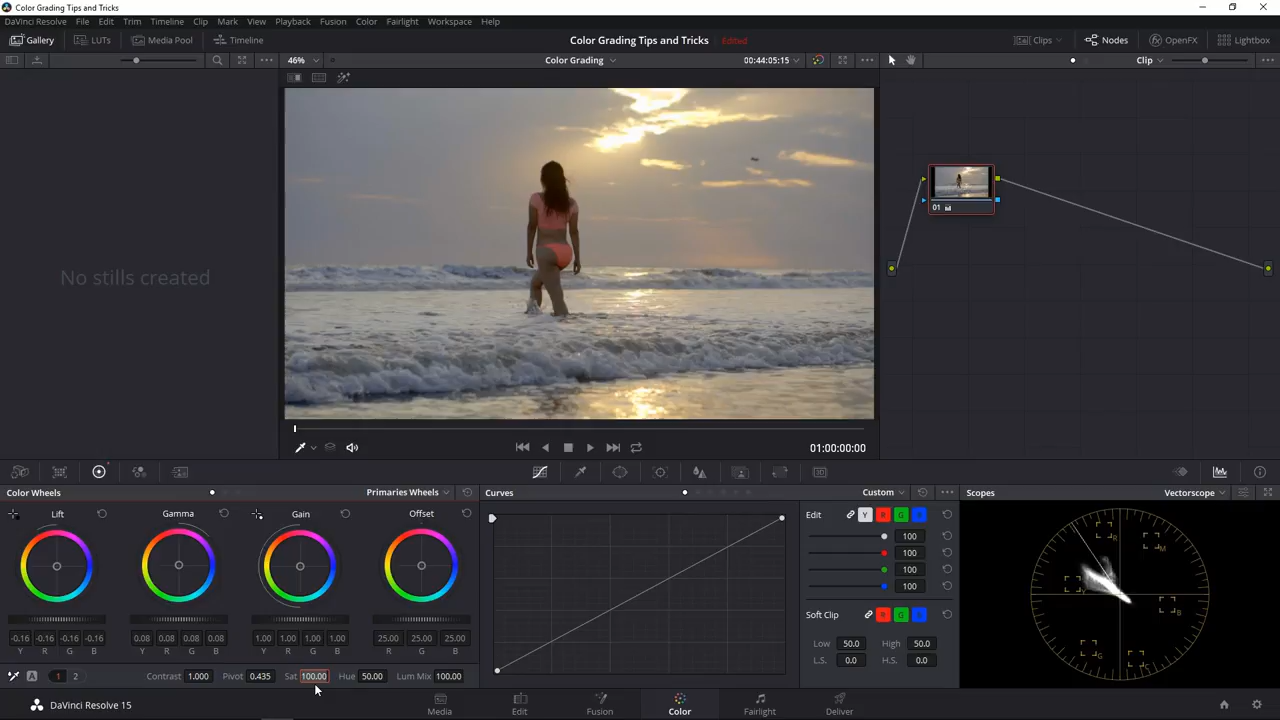 Color Grading Tips and Tricks
DaVinci Resolve File Edit Trim Timeline Clip Mark View Playback Fusion Color Fairlight Workspace Help
Gallery LUTs Media Pool Timeline Color Grading Tips and Tricks Edited Clips Nodes OpenFX Lightbox
46% Color Grading 00:44:05:15 Clip
01
No stills created
01:00:00:00
Color Wheels Primaries Wheels Curves Custom Scopes Vectorscope
Lift Gamma Gain Offset Edit Y R G B
100
100
100
100
Soft Clip R G B
-0.16 -0.16 -0.16 -0.16 0.08 0.08 0.08 0.08 1.00 1.00 1.00 1.00 25.00 25.00 25.00 Low 50.0 High 50.0
Y R G B Y R G B Y R G B R G B L.S. 0.0 H.S. 0.0
A 1 2 Contrast 1.000 Pivot 0.435 Sat 100.00 Hue 50.00 Lum Mix 100.00
R M B G Y
DaVinci Resolve 15 Media Edit Fusion Color Fairlight Deliver